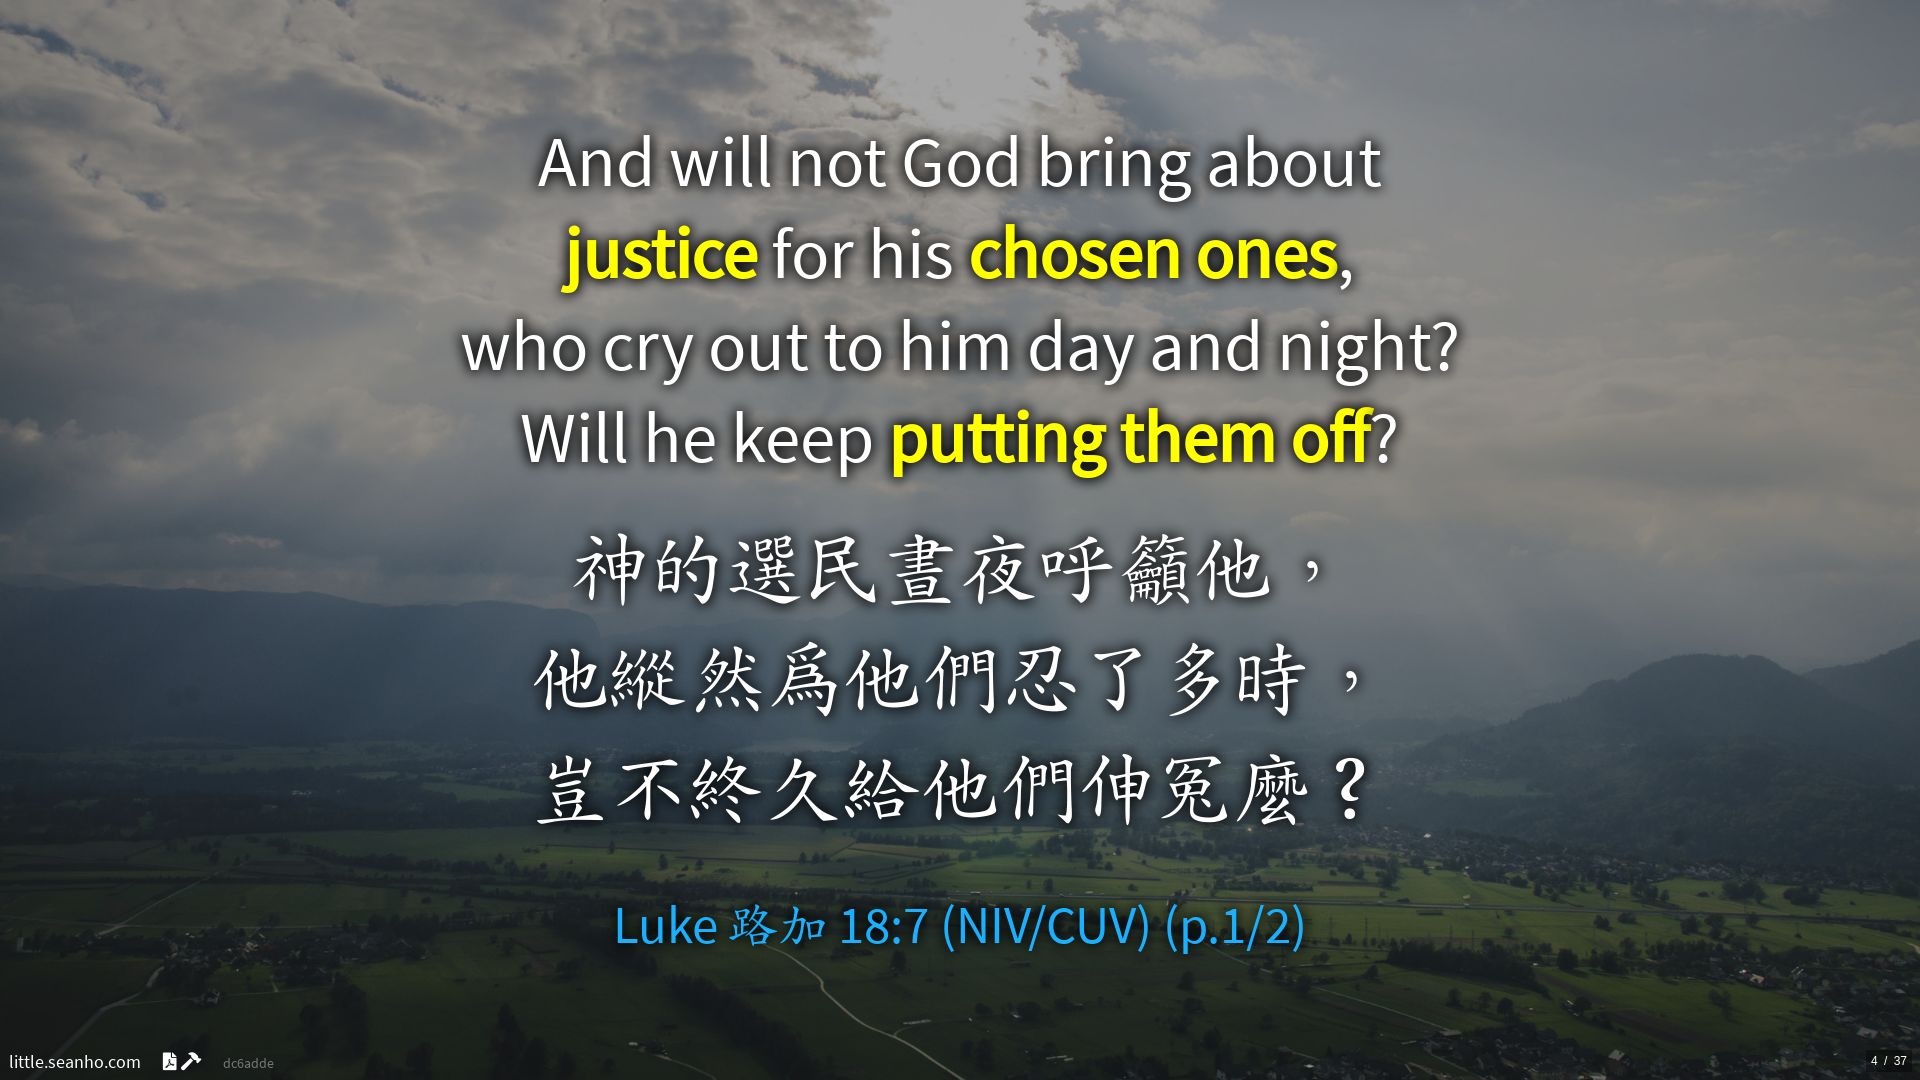 And will not God bring about
justice for his chosen ones,
who cry out to him day and night?
Will he keep putting them off?
神的選民晝夜呼籲他，
他縱然爲他們忍了多時，
豈不終久給他們伸冤麼？
Luke 路加 18:7 (NIV/CUV) (p.1/2)
little.seanho.com dc6adde
4 / 37